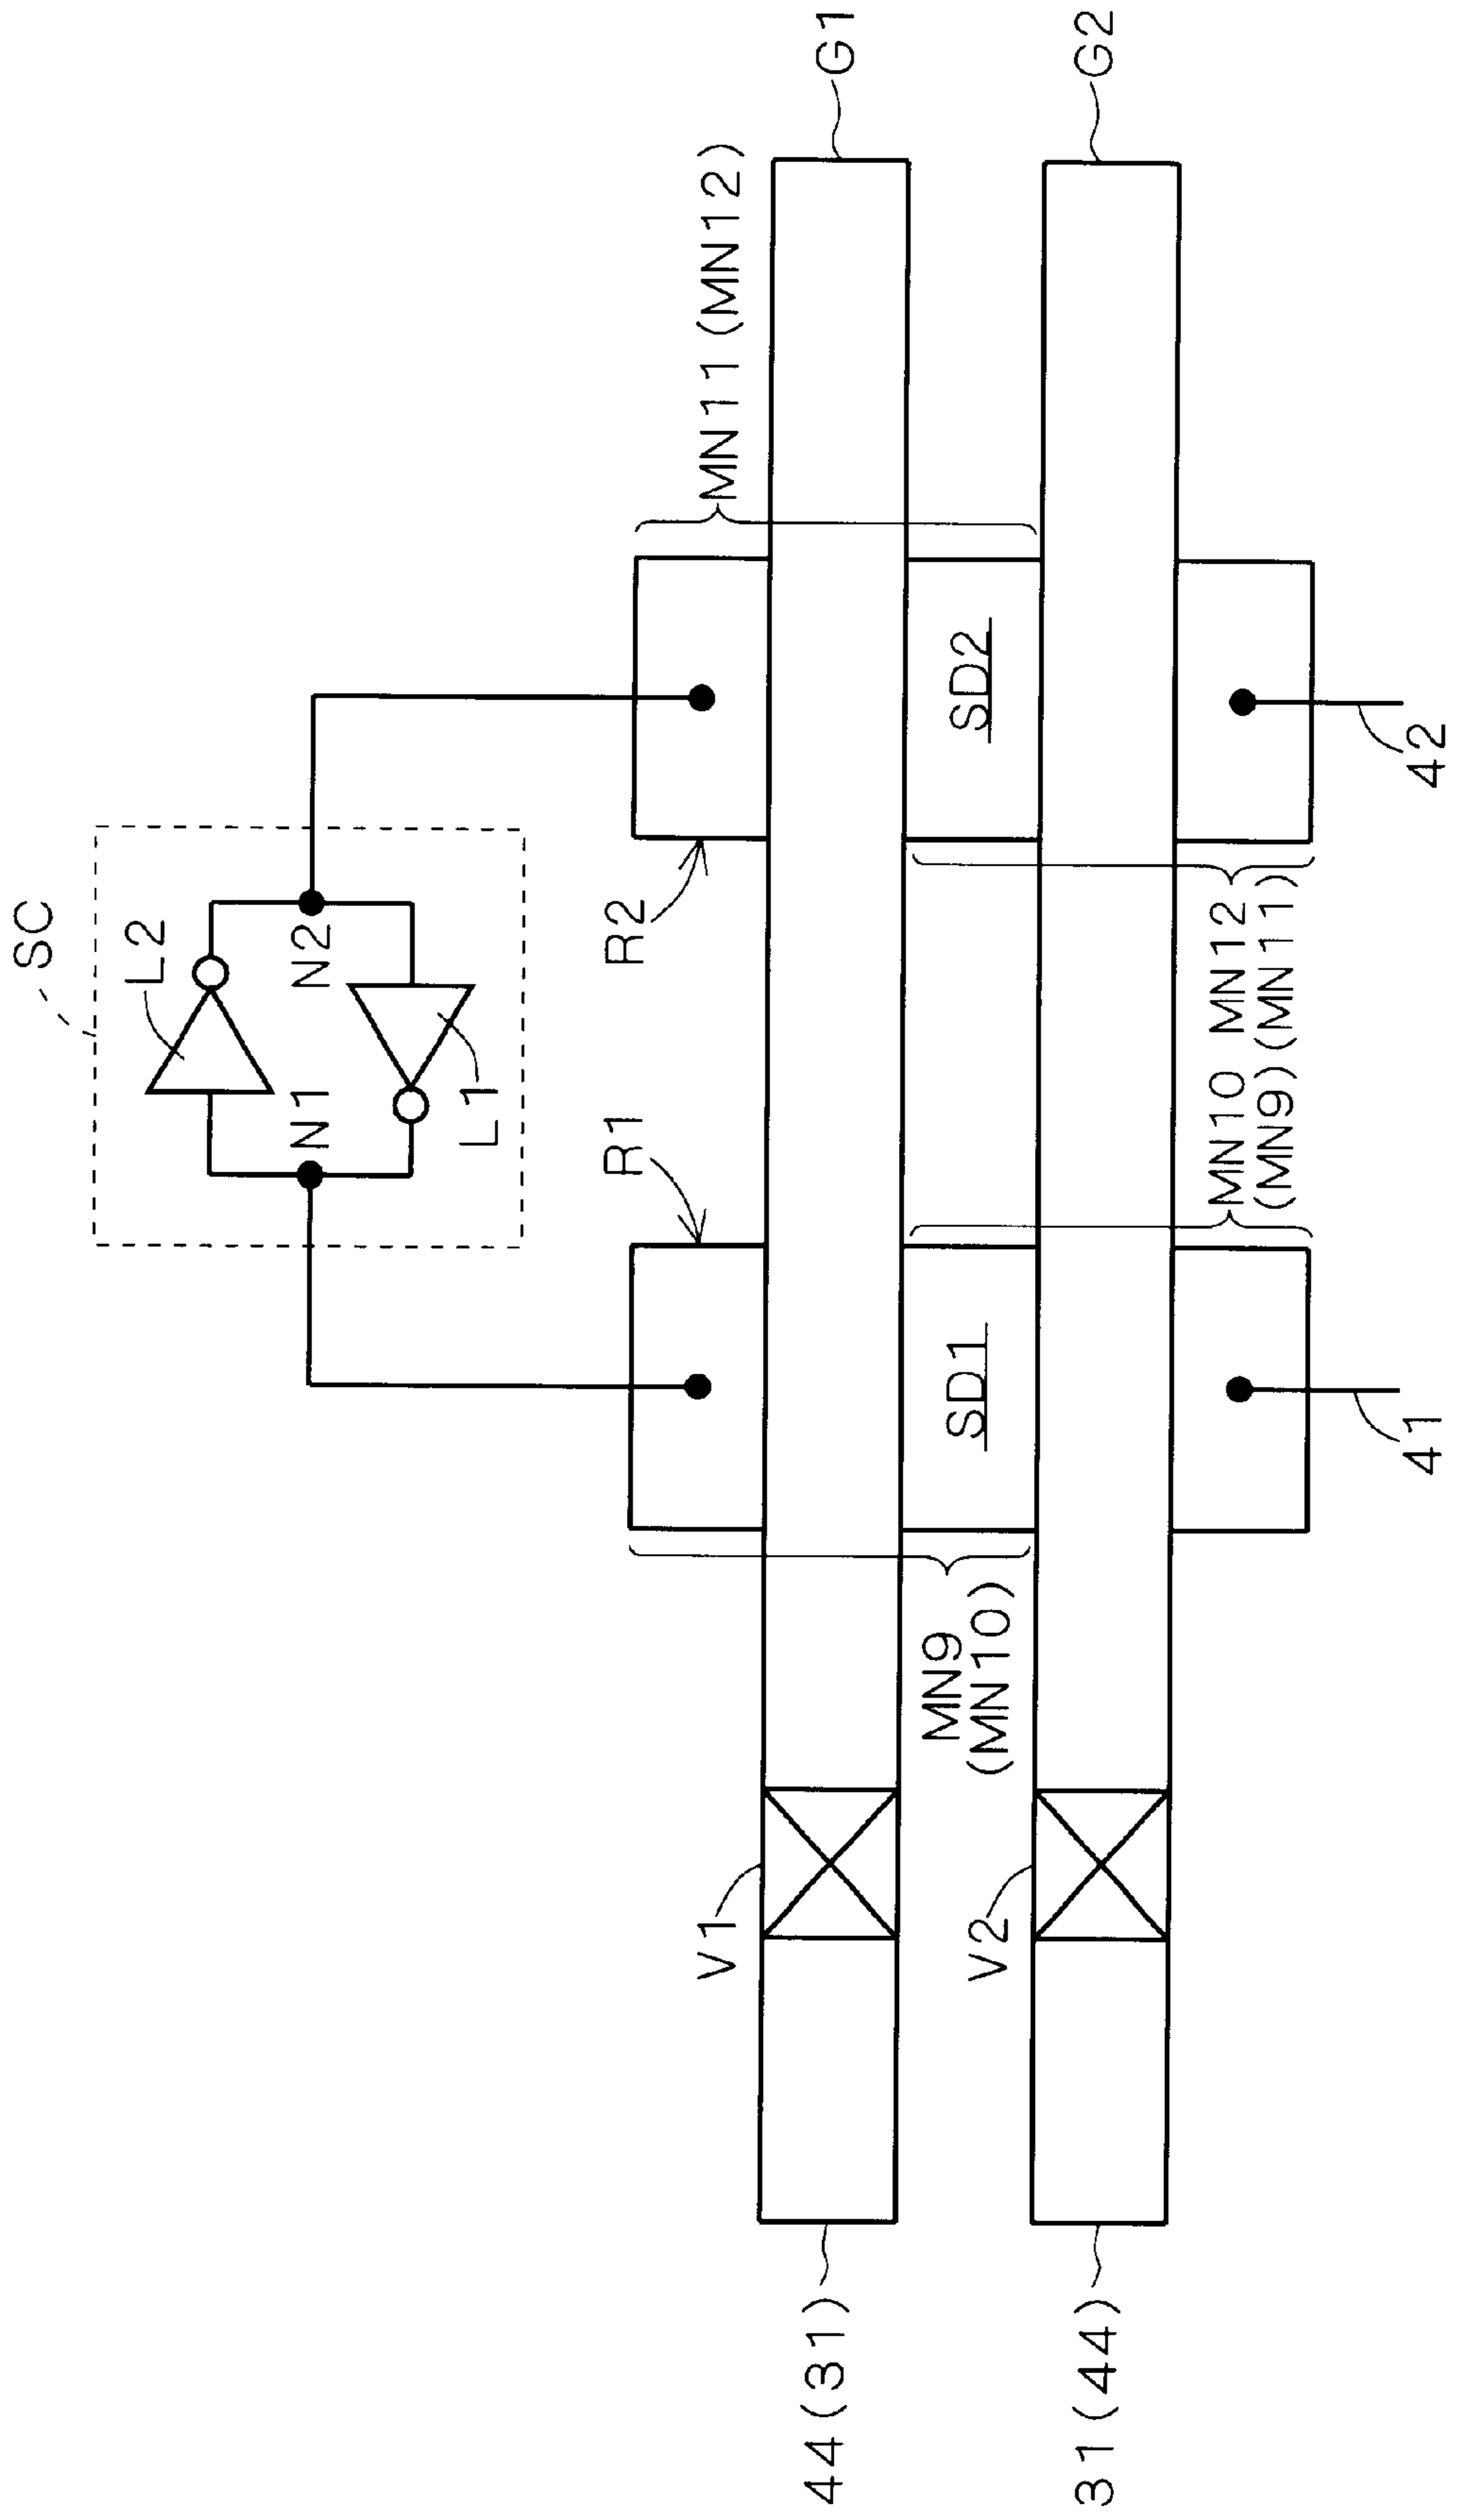 SC
L2
N1
N2
L1
R1
R2
MN11(MN12)
44(31)
V1
G1
MN9
(MN10)
SD1
SD2
31(44)
V2
G2
MN10 MN12
(MN9)(MN11)
41
42